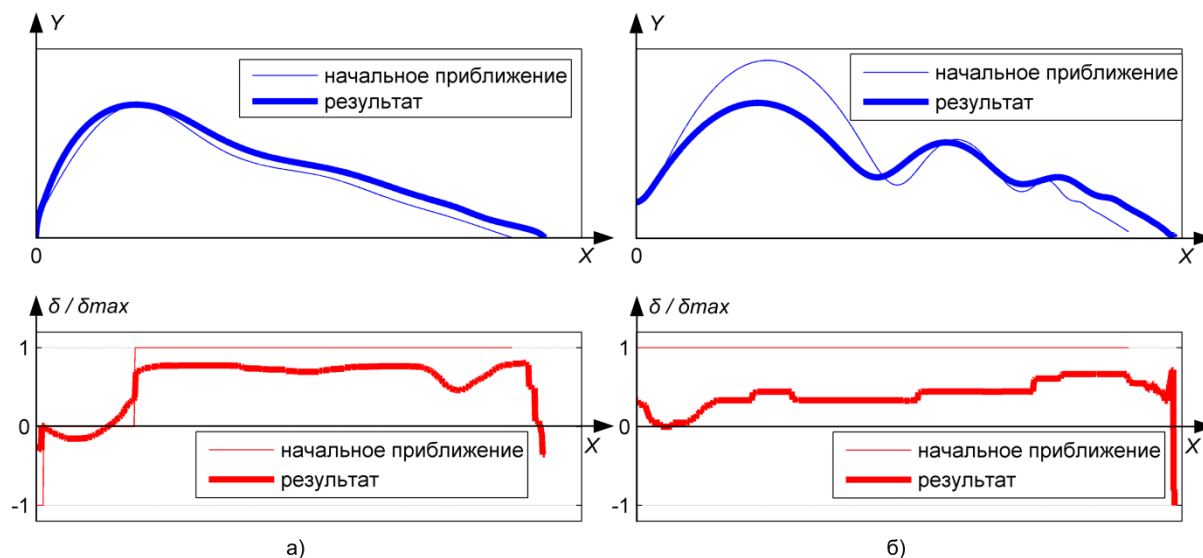 Y
начальное приближение
результат
0
X
Y
начальное приближение
результат
0
X
δ / δmax
1
0
-1
X
начальное приближение
результат
а)
δ / δmax
1
0
-1
X
начальное приближение
результат
б)